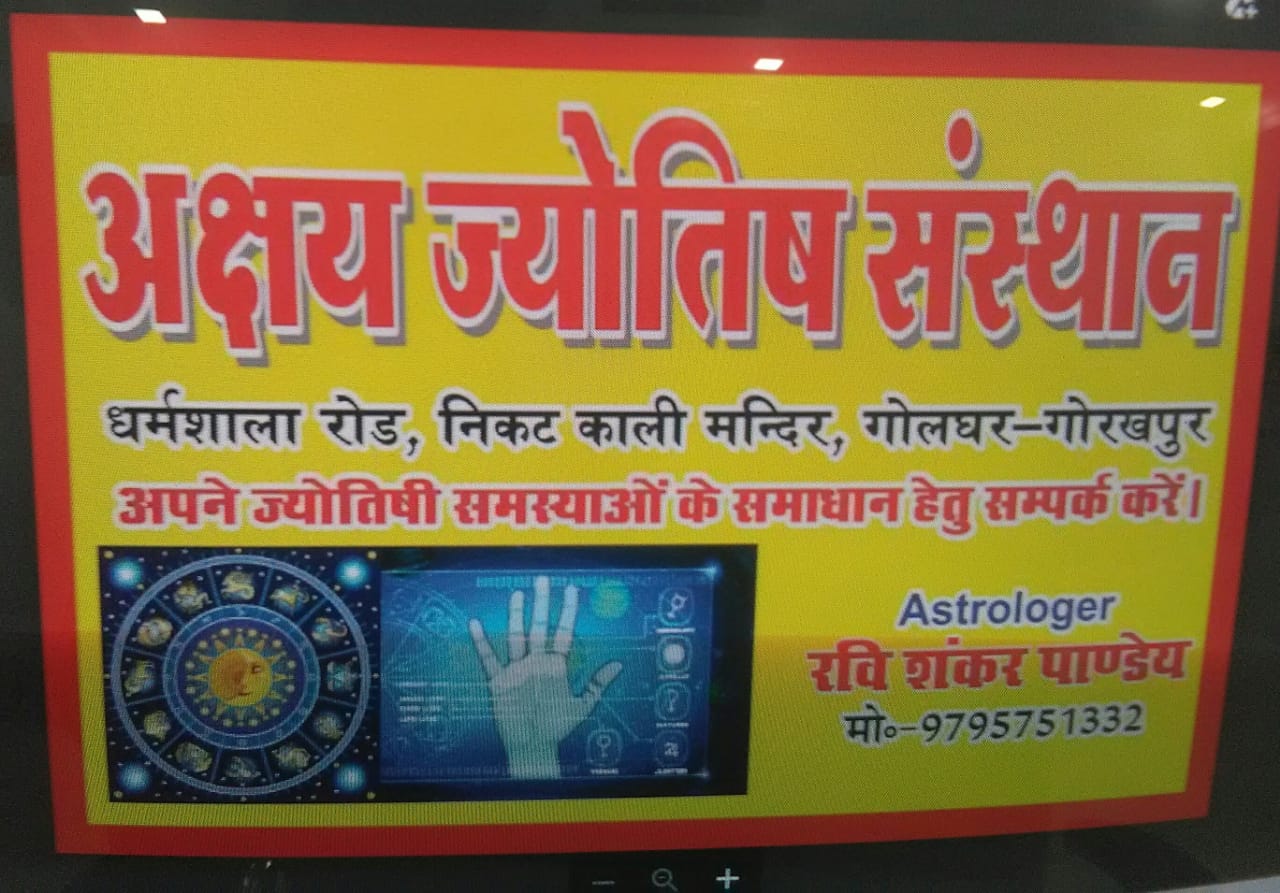 अक्षय ज्योतिष संस्थान
धर्मशाला रोड, निकट काली मन्दिर, गोलघर–गोरखपुर
अपने ज्योतिषी समस्याओं के समाधान हेतु सम्पर्क करें।
Astrologer
रवि शंकर पाण्डेय
मो०–9795751332